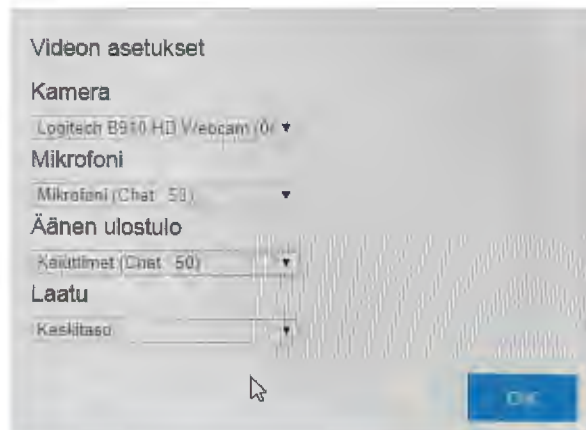 Videon asetukset
Kamera
Logitech B910 HD Webcam (0
Mikrofoni
Mikrofoni (Chat 50)
Äänen ulostulo
Kaiuttimet (Chat 50)
Laatu
Keskitaso
OK